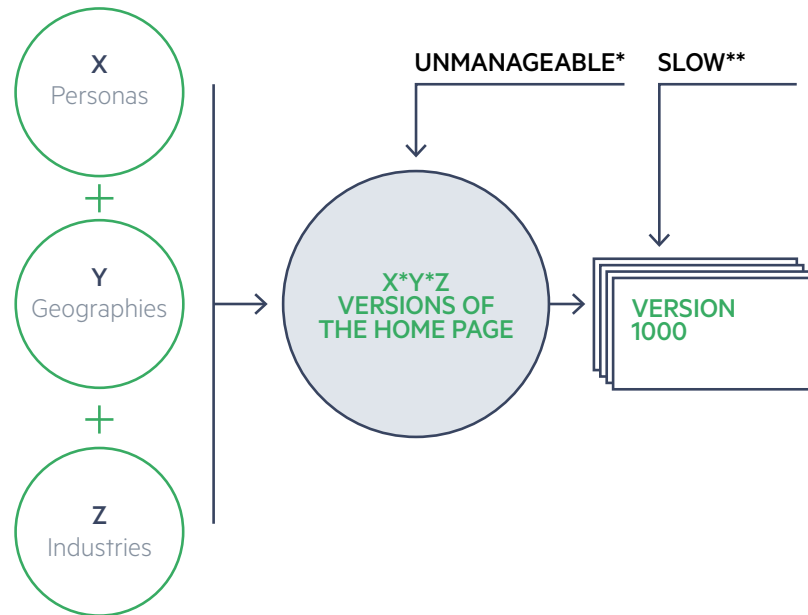 X
Personas
+
Y
Geographies
+
Z
Industries
UNMANAGEABLE*
SLOW**
X*Y*Z
VERSIONS OF
THE HOME PAGE
VERSION
1000